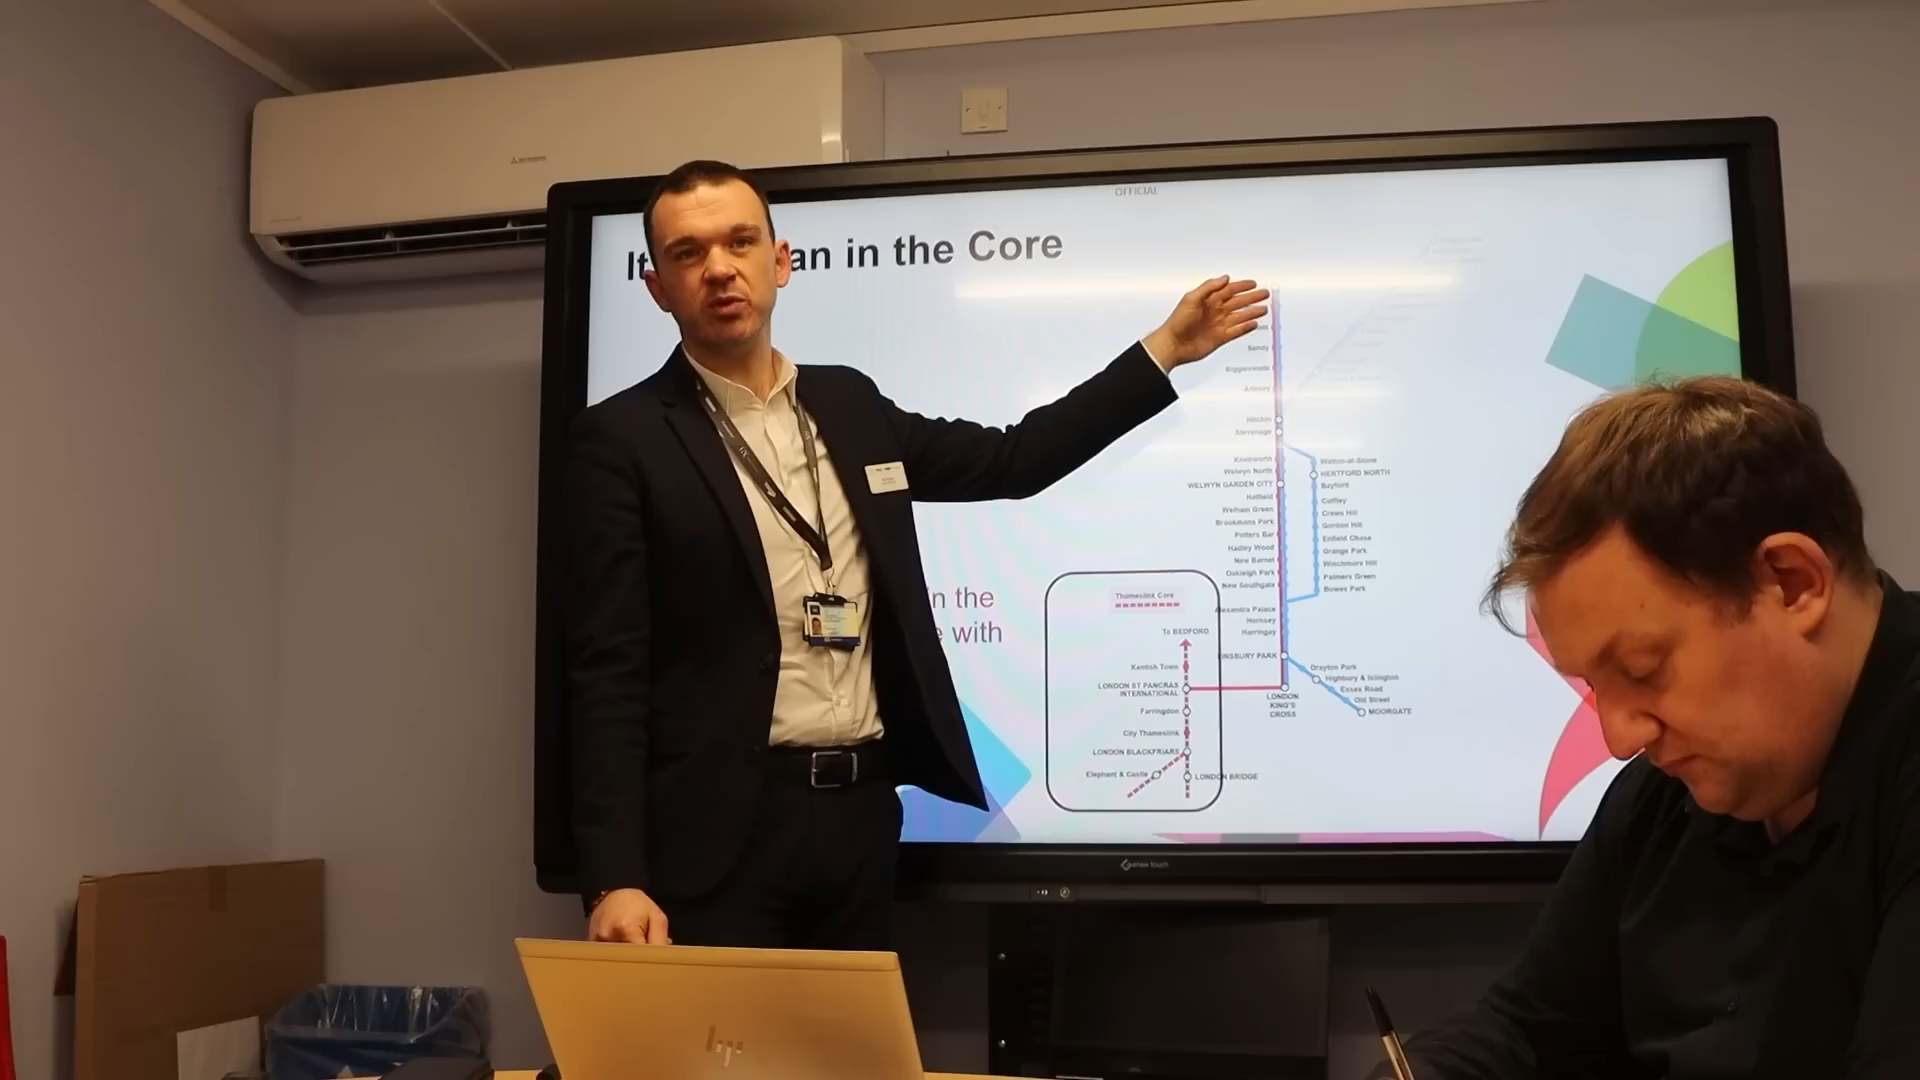 OFFICIAL
It
an in the Core
n the
with
Sandy
Biggleswade
Arlesey
Hitchin
Stevenage
Knebworth
Welwyn North
WELWYN GARDEN CITY
Hatfield
Welham Green
Brookmans Park
Potters Bar
Hadley Wood
New Barnet
Oakleigh Park
New Southgate
Alexandra Palace
Hornsey
Harringay
FINSBURY PARK
Watton-at-Stone
HERTFORD NORTH
Bayford
Cuffley
Crews Hill
Gordon Hill
Enfield Chase
Grange Park
Winchmore Hill
Palmers Green
Bowes Park
Drayton Park
Highbury & Islington
Essex Road
Old Street
MOORGATE
LONDON
KING'S
CROSS
Thameslink Core
To BEDFORD
Kentish Town
LONDON ST PANCRAS
INTERNATIONAL
Farringdon
City Thameslink
LONDON BLACKFRIARS
Elephant & Castle
LONDON BRIDGE
hp